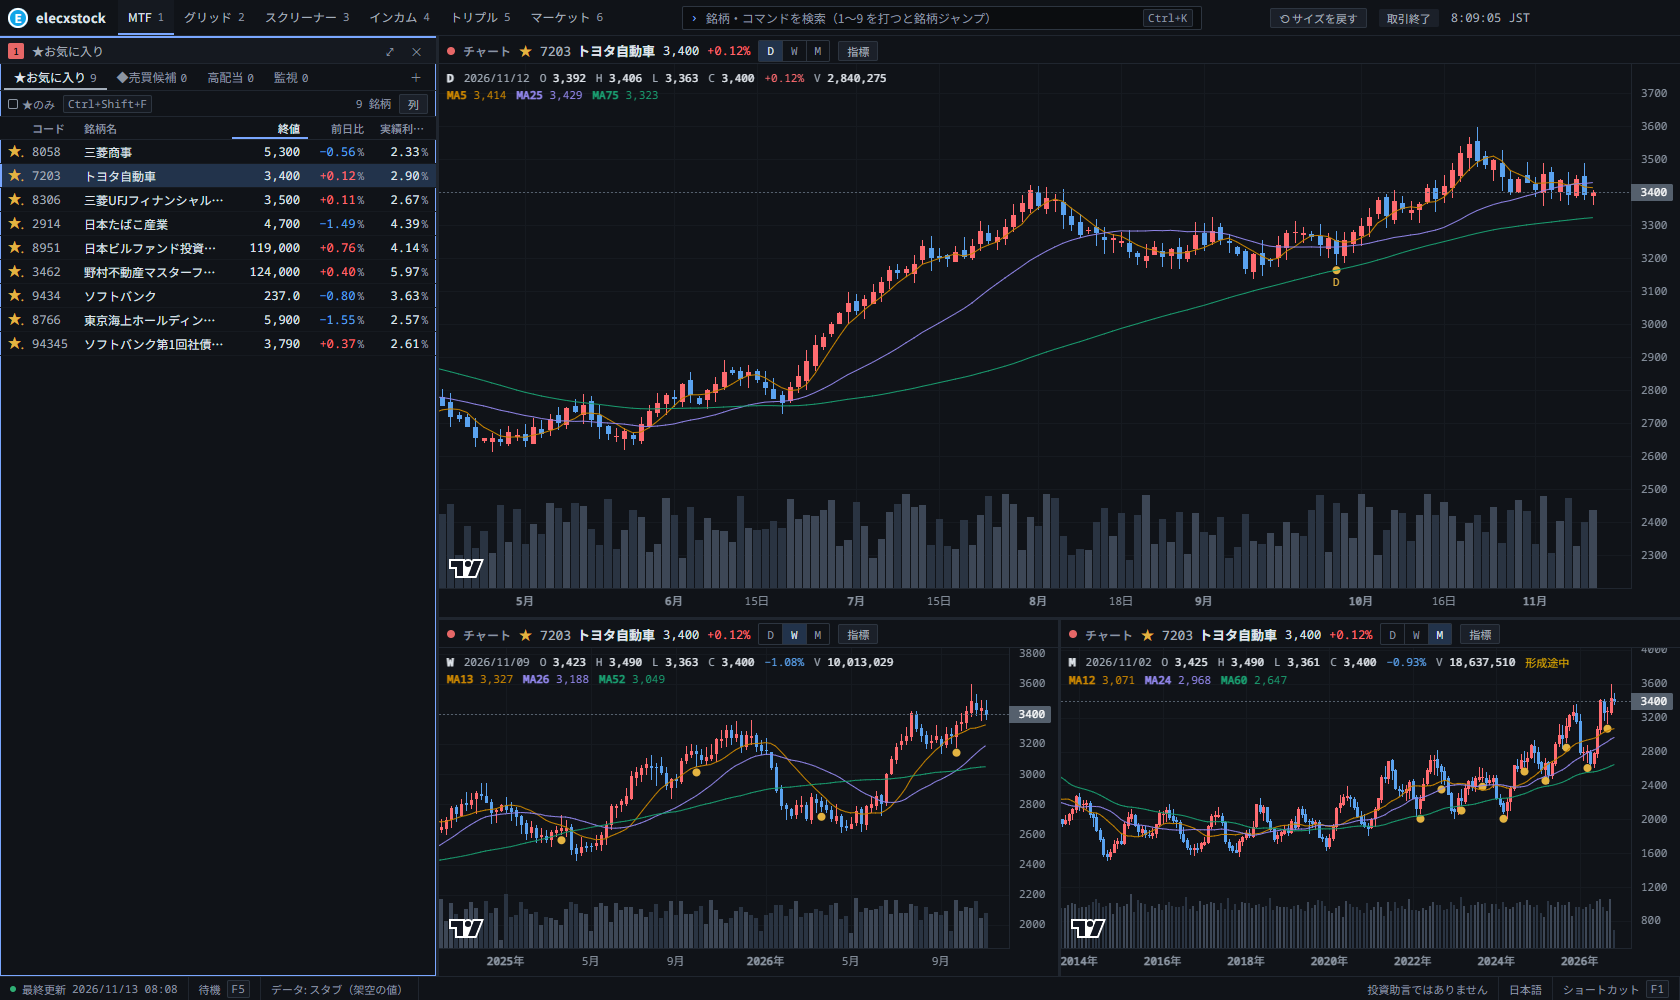 elecxstock MTF 1 グリッド 2 スクリーナー 3 インカム 4 トリプル 5 マーケット 6 › 銘柄・コマンドを検索（1〜9 を打つと銘柄ジャンプ） Ctrl+K サイズを戻す 取引終了 8:09:05 JST
1 ★お気に入り
★お気に入り 9 ◆売買候補 0 高配当 0 監視 0 +
★のみ Ctrl+Shift+F 9 銘柄 列
コード 銘柄名 終値 前日比 実績利…
★. 8058 三菱商事 5,300 −0.56% 2.33%
★. 7203 トヨタ自動車 3,400 +0.12% 2.90%
★. 8306 三菱UFJフィナンシャル… 3,500 +0.11% 2.67%
★. 2914 日本たばこ産業 4,700 −1.49% 4.39%
★. 8951 日本ビルファンド投資… 119,000 +0.76% 4.14%
★. 3462 野村不動産マスターフ… 124,000 +0.40% 5.97%
★. 9434 ソフトバンク 237.0 −0.80% 3.63%
★. 8766 東京海上ホールディン… 5,900 −1.55% 2.57%
★. 94345 ソフトバンク第1回社債… 3,790 +0.37% 2.61%
チャート ★ 7203 トヨタ自動車 3,400 +0.12% D W M 指標
D 2026/11/12 O 3,392 H 3,406 L 3,363 C 3,400 +0.12% V 2,840,275
MA5 3,414 MA25 3,429 MA75 3,323
3700
3600
3500
3400
3300
3200
3100
3000
2900
2800
2700
2600
2500
2400
2300
D
5月 6月 15日 7月 15日 8月 18日 9月 10月 16日 11月
チャート ★ 7203 トヨタ自動車 3,400 +0.12% D W M 指標
W 2026/11/09 O 3,423 H 3,490 L 3,363 C 3,400 −1.08% V 10,013,029
MA13 3,327 MA26 3,188 MA52 3,049
3800
3600
3400
3200
3000
2800
2600
2400
2200
2000
2025年 5月 9月 2026年 5月 9月
チャート ★ 7203 トヨタ自動車 3,400 +0.12% D W M 指標
M 2026/11/02 O 3,425 H 3,490 L 3,361 C 3,400 −0.93% V 18,637,510 形成途中
MA12 3,071 MA24 2,968 MA60 2,647
4000
3600
3400
3200
2800
2400
2000
1600
1200
800
2014年 2016年 2018年 2020年 2022年 2024年 2026年
最終更新 2026/11/13 08:08 待機 F5 データ: スタブ（架空の値） 投資助言ではありません 日本語 ショートカット F1